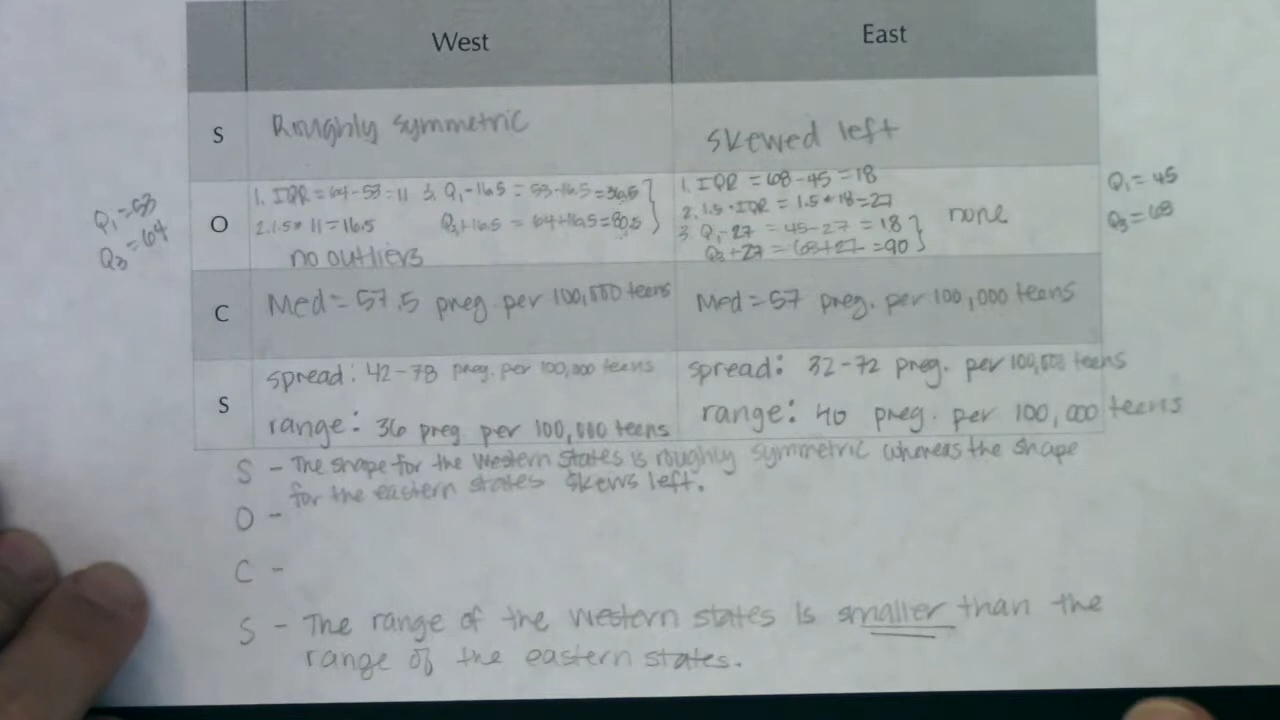 West East
S Roughly symmetric skewed left
Q₁=53
Q₃=64
O 1. IQR = 64-53=11 3. Q₁-16.5 = 53-16.5=36.5
2. 1.5*11=16.5 Q₃+16.5 = 64+16.5=80.5
no outliers
1. IQR = 68-45=18
2. 1.5·IQR = 1.5*18=27
3. Q₁-27 = 45-27 = 18
Q₃+27 = 63+27 = 90
none
Q₁=45
Q₃=63
C Med=57.5 preg. per 100,000 teens Med=57 preg. per 100,000 teens
spread: 42-78 preg. per 100,000 teens spread: 32-72 preg. per 100,000 teens
S
range: 36 preg per 100,000 teens range: 40 preg. per 100,000 teens
S - The shape for the western states is roughly symmetric whereas the shape
for the eastern states skews left.
O -
C -
S - The range of the western states is smaller than the
range of the eastern states.